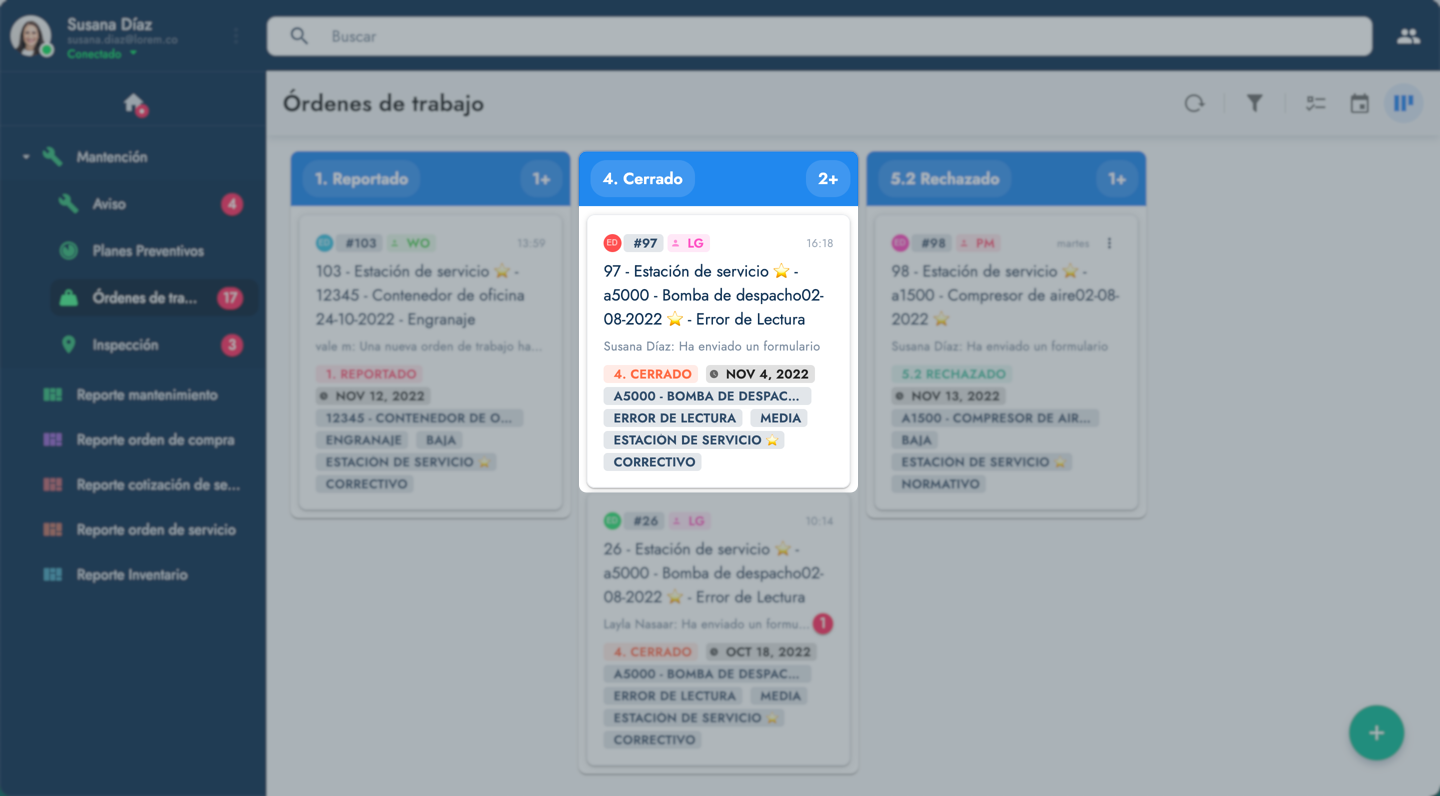 Susana Díaz
susana.diaz@lorem.co
Conectado
Buscar
Mantención
Aviso
4
Planes Preventivos
Órdenes de tra...
17
Inspección
3
Reporte mantenimiento
Reporte orden de compra
Reporte cotización de se...
Reporte orden de servicio
Reporte Inventario
Órdenes de trabajo
1. Reportado
1+
ED #103 WO 13:59
103 - Estación de servicio ⭐ -
12345 - Contenedor de oficina
24-10-2022 - Engranaje
vale m: Una nueva orden de trabajo ha...
1. REPORTADO
NOV 12, 2022
12345 - CONTENEDOR DE O...
ENGRANAJE BAJA
ESTACIÓN DE SERVICIO ⭐
CORRECTIVO
4. Cerrado
2+
ED #97 LG 16:18
97 - Estación de servicio ⭐ -
a5000 - Bomba de despacho02-
08-2022 ⭐ - Error de Lectura
Susana Díaz: Ha enviado un formulario
4. CERRADO NOV 4, 2022
A5000 - BOMBA DE DESPAC...
ERROR DE LECTURA MEDIA
ESTACIÓN DE SERVICIO ⭐
CORRECTIVO
ED #26 LG 10:14
26 - Estación de servicio ⭐ -
a5000 - Bomba de despacho02-
08-2022 ⭐ - Error de Lectura
Layla Nasaar: Ha enviado un formu... 1
4. CERRADO OCT 18, 2022
A5000 - BOMBA DE DESPAC...
ERROR DE LECTURA MEDIA
ESTACIÓN DE SERVICIO ⭐
CORRECTIVO
5.2 Rechazado
1+
ED #98 PM martes
98 - Estación de servicio ⭐ -
a1500 - Compresor de aire02-08-
2022 ⭐
Susana Díaz: Ha enviado un formulario
5.2 RECHAZADO
NOV 13, 2022
A1500 - COMPRESOR DE AIR...
BAJA
ESTACIÓN DE SERVICIO ⭐
NORMATIVO